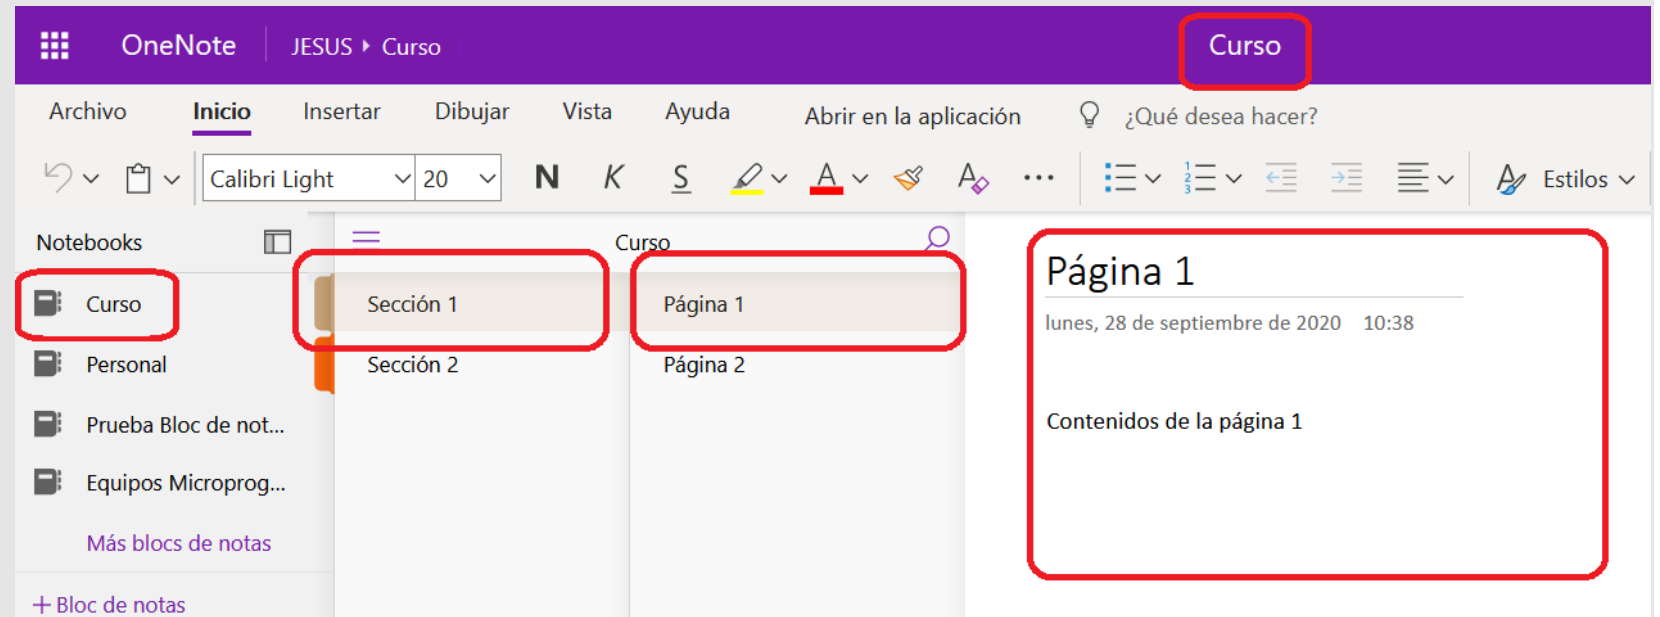 OneNote JESUS ▸ Curso Curso
Archivo Inicio Insertar Dibujar Vista Ayuda Abrir en la aplicación ¿Qué desea hacer?
Calibri Light 20 N K S A A Estilos
Notebooks
Curso
Personal
Prueba Bloc de not...
Equipos Microprog...
Más blocs de notas
+ Bloc de notas
Curso
Sección 1
Sección 2
Página 1
Página 2
Página 1
lunes, 28 de septiembre de 2020 10:38
Contenidos de la página 1